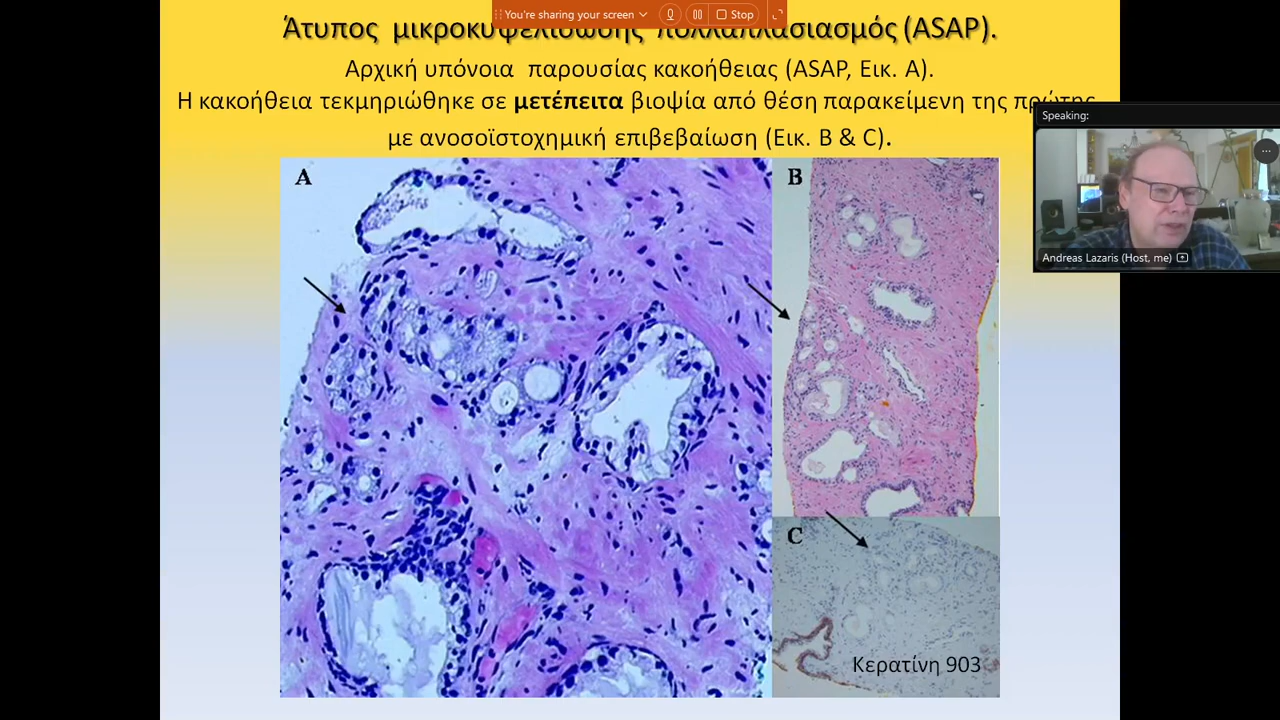 You're sharing your screen
Stop
Άτυπος μικροκυψελιδώδης πολλαπλασιασμός (ASAP).
Αρχική υπόνοια παρουσίας κακοήθειας (ASAP, Εικ. Α).
Η κακοήθεια τεκμηριώθηκε σε μετέπειτα βιοψία από θέση παρακείμενη της πρώτης
με ανοσοϊστοχημική επιβεβαίωση (Εικ. Β & C).
Speaking:
Andreas Lazaris (Host, me)
A
B
C
Κερατίνη 903